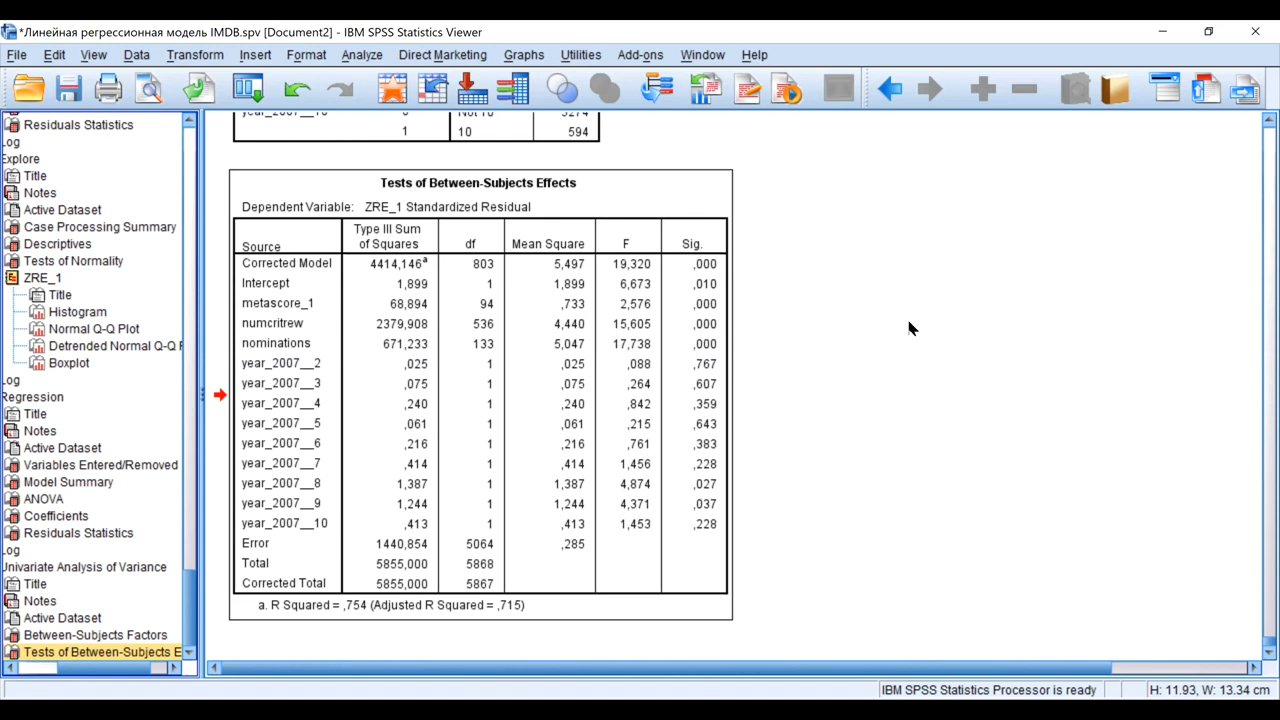 *Линейная регрессионная модель IMDB.spv [Document2] - IBM SPSS Statistics Viewer
File Edit View Data Transform Insert Format Analyze Direct Marketing Graphs Utilities Add-ons Window Help
Residuals Statistics
Log
Explore
Title
Notes
Active Dataset
Case Processing Summary
Descriptives
Tests of Normality
ZRE_1
Title
Histogram
Normal Q-Q Plot
Detrended Normal Q-Q
Boxplot
Log
Regression
Title
Notes
Active Dataset
Variables Entered/Removed
Model Summary
ANOVA
Coefficients
Residuals Statistics
Log
Univariate Analysis of Variance
Title
Notes
Active Dataset
Between-Subjects Factors
Tests of Between-Subjects E
1 10 594
Tests of Between-Subjects Effects
Dependent Variable: ZRE_1 Standardized Residual
Source Type III Sum of Squares df Mean Square F Sig.
Corrected Model 4414,146a 803 5,497 19,320 ,000
Intercept 1,899 1 1,899 6,673 ,010
metascore_1 68,894 94 ,733 2,576 ,000
numcritrew 2379,908 536 4,440 15,605 ,000
nominations 671,233 133 5,047 17,738 ,000
year_2007__2 ,025 1 ,025 ,088 ,767
year_2007__3 ,075 1 ,075 ,264 ,607
year_2007__4 ,240 1 ,240 ,842 ,359
year_2007__5 ,061 1 ,061 ,215 ,643
year_2007__6 ,216 1 ,216 ,761 ,383
year_2007__7 ,414 1 ,414 1,456 ,228
year_2007__8 1,387 1 1,387 4,874 ,027
year_2007__9 1,244 1 1,244 4,371 ,037
year_2007__10 ,413 1 ,413 1,453 ,228
Error 1440,854 5064 ,285
Total 5855,000 5868
Corrected Total 5855,000 5867
a. R Squared = ,754 (Adjusted R Squared = ,715)
IBM SPSS Statistics Processor is ready H: 11.93, W: 13.34 cm